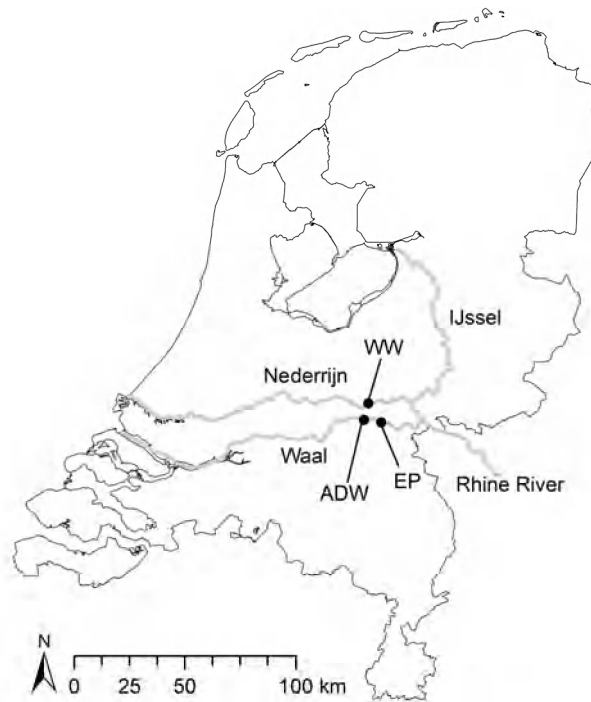 IJssel
WW
Nederrijn
Waal
EP
ADW
Rhine River
N
0 25 50 100 km